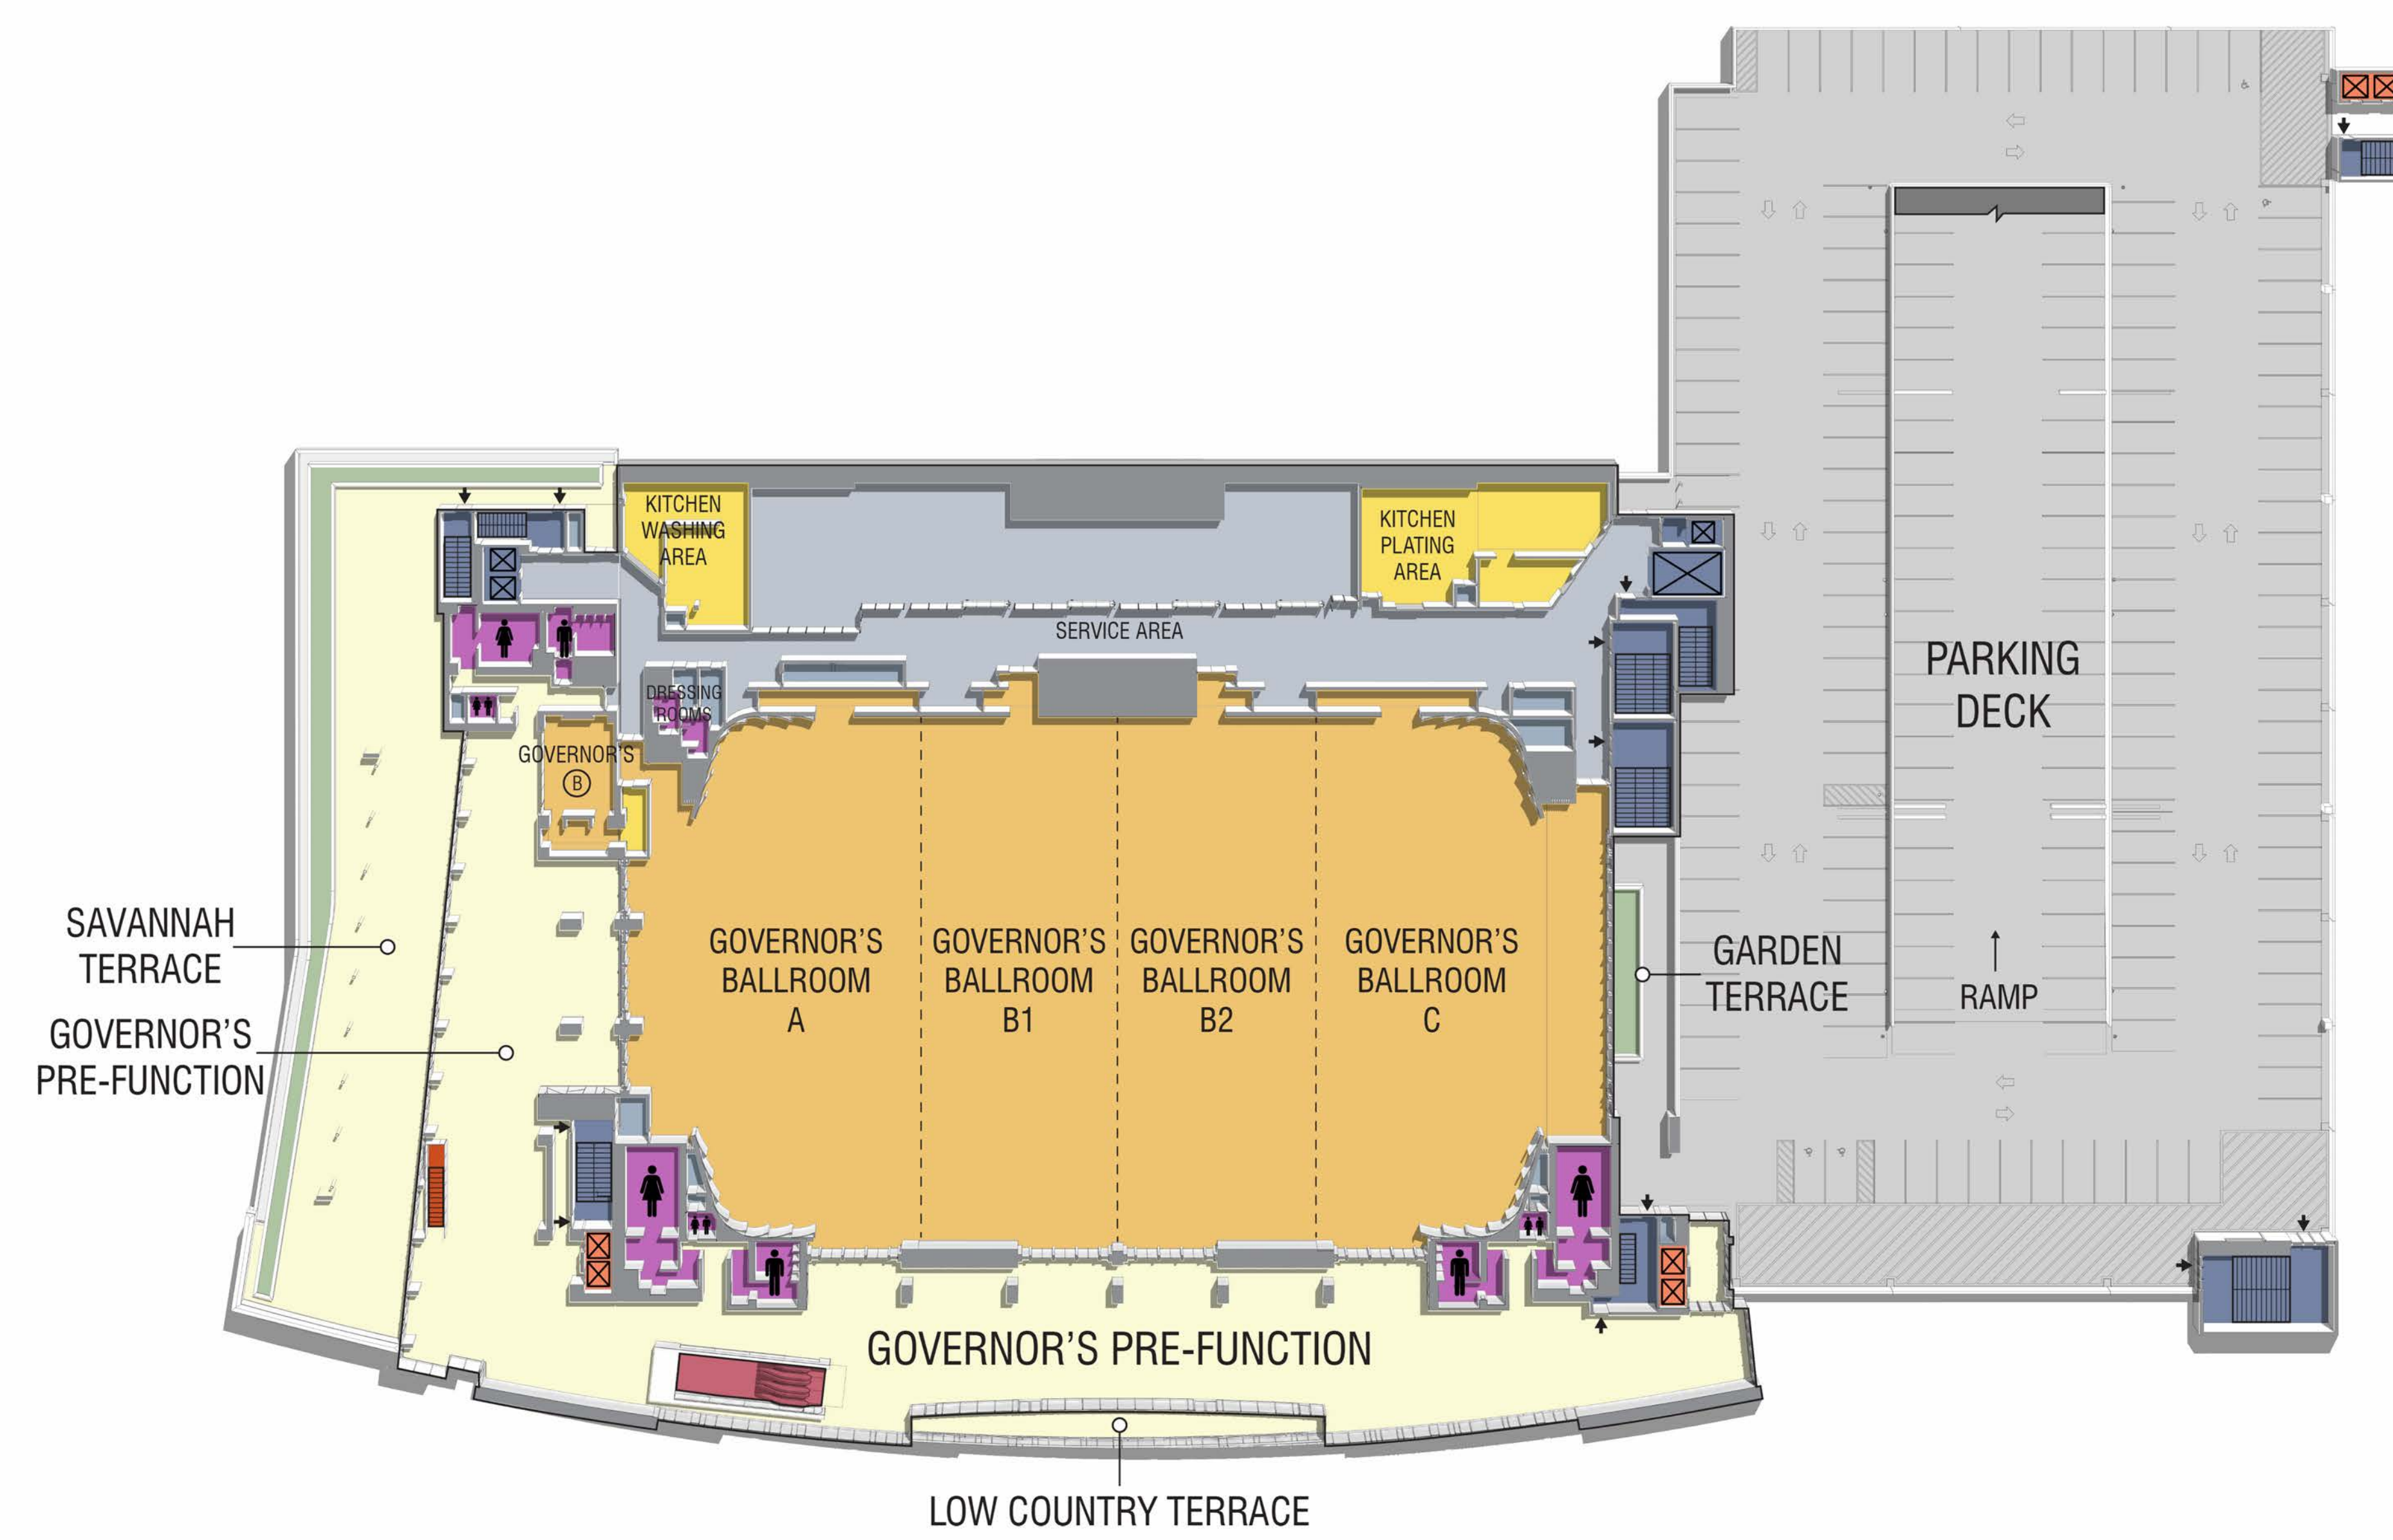 KITCHEN
WASHING
AREA
KITCHEN
PLATING
AREA
SERVICE AREA
DRESSING
ROOMS
GOVERNOR'S
B
PARKING
DECK
SAVANNAH
TERRACE
GOVERNOR'S
PRE-FUNCTION
GOVERNOR'S
BALLROOM
A
GOVERNOR'S
BALLROOM
B1
GOVERNOR'S
BALLROOM
B2
GOVERNOR'S
BALLROOM
C
GARDEN
TERRACE
RAMP
GOVERNOR'S PRE-FUNCTION
LOW COUNTRY TERRACE